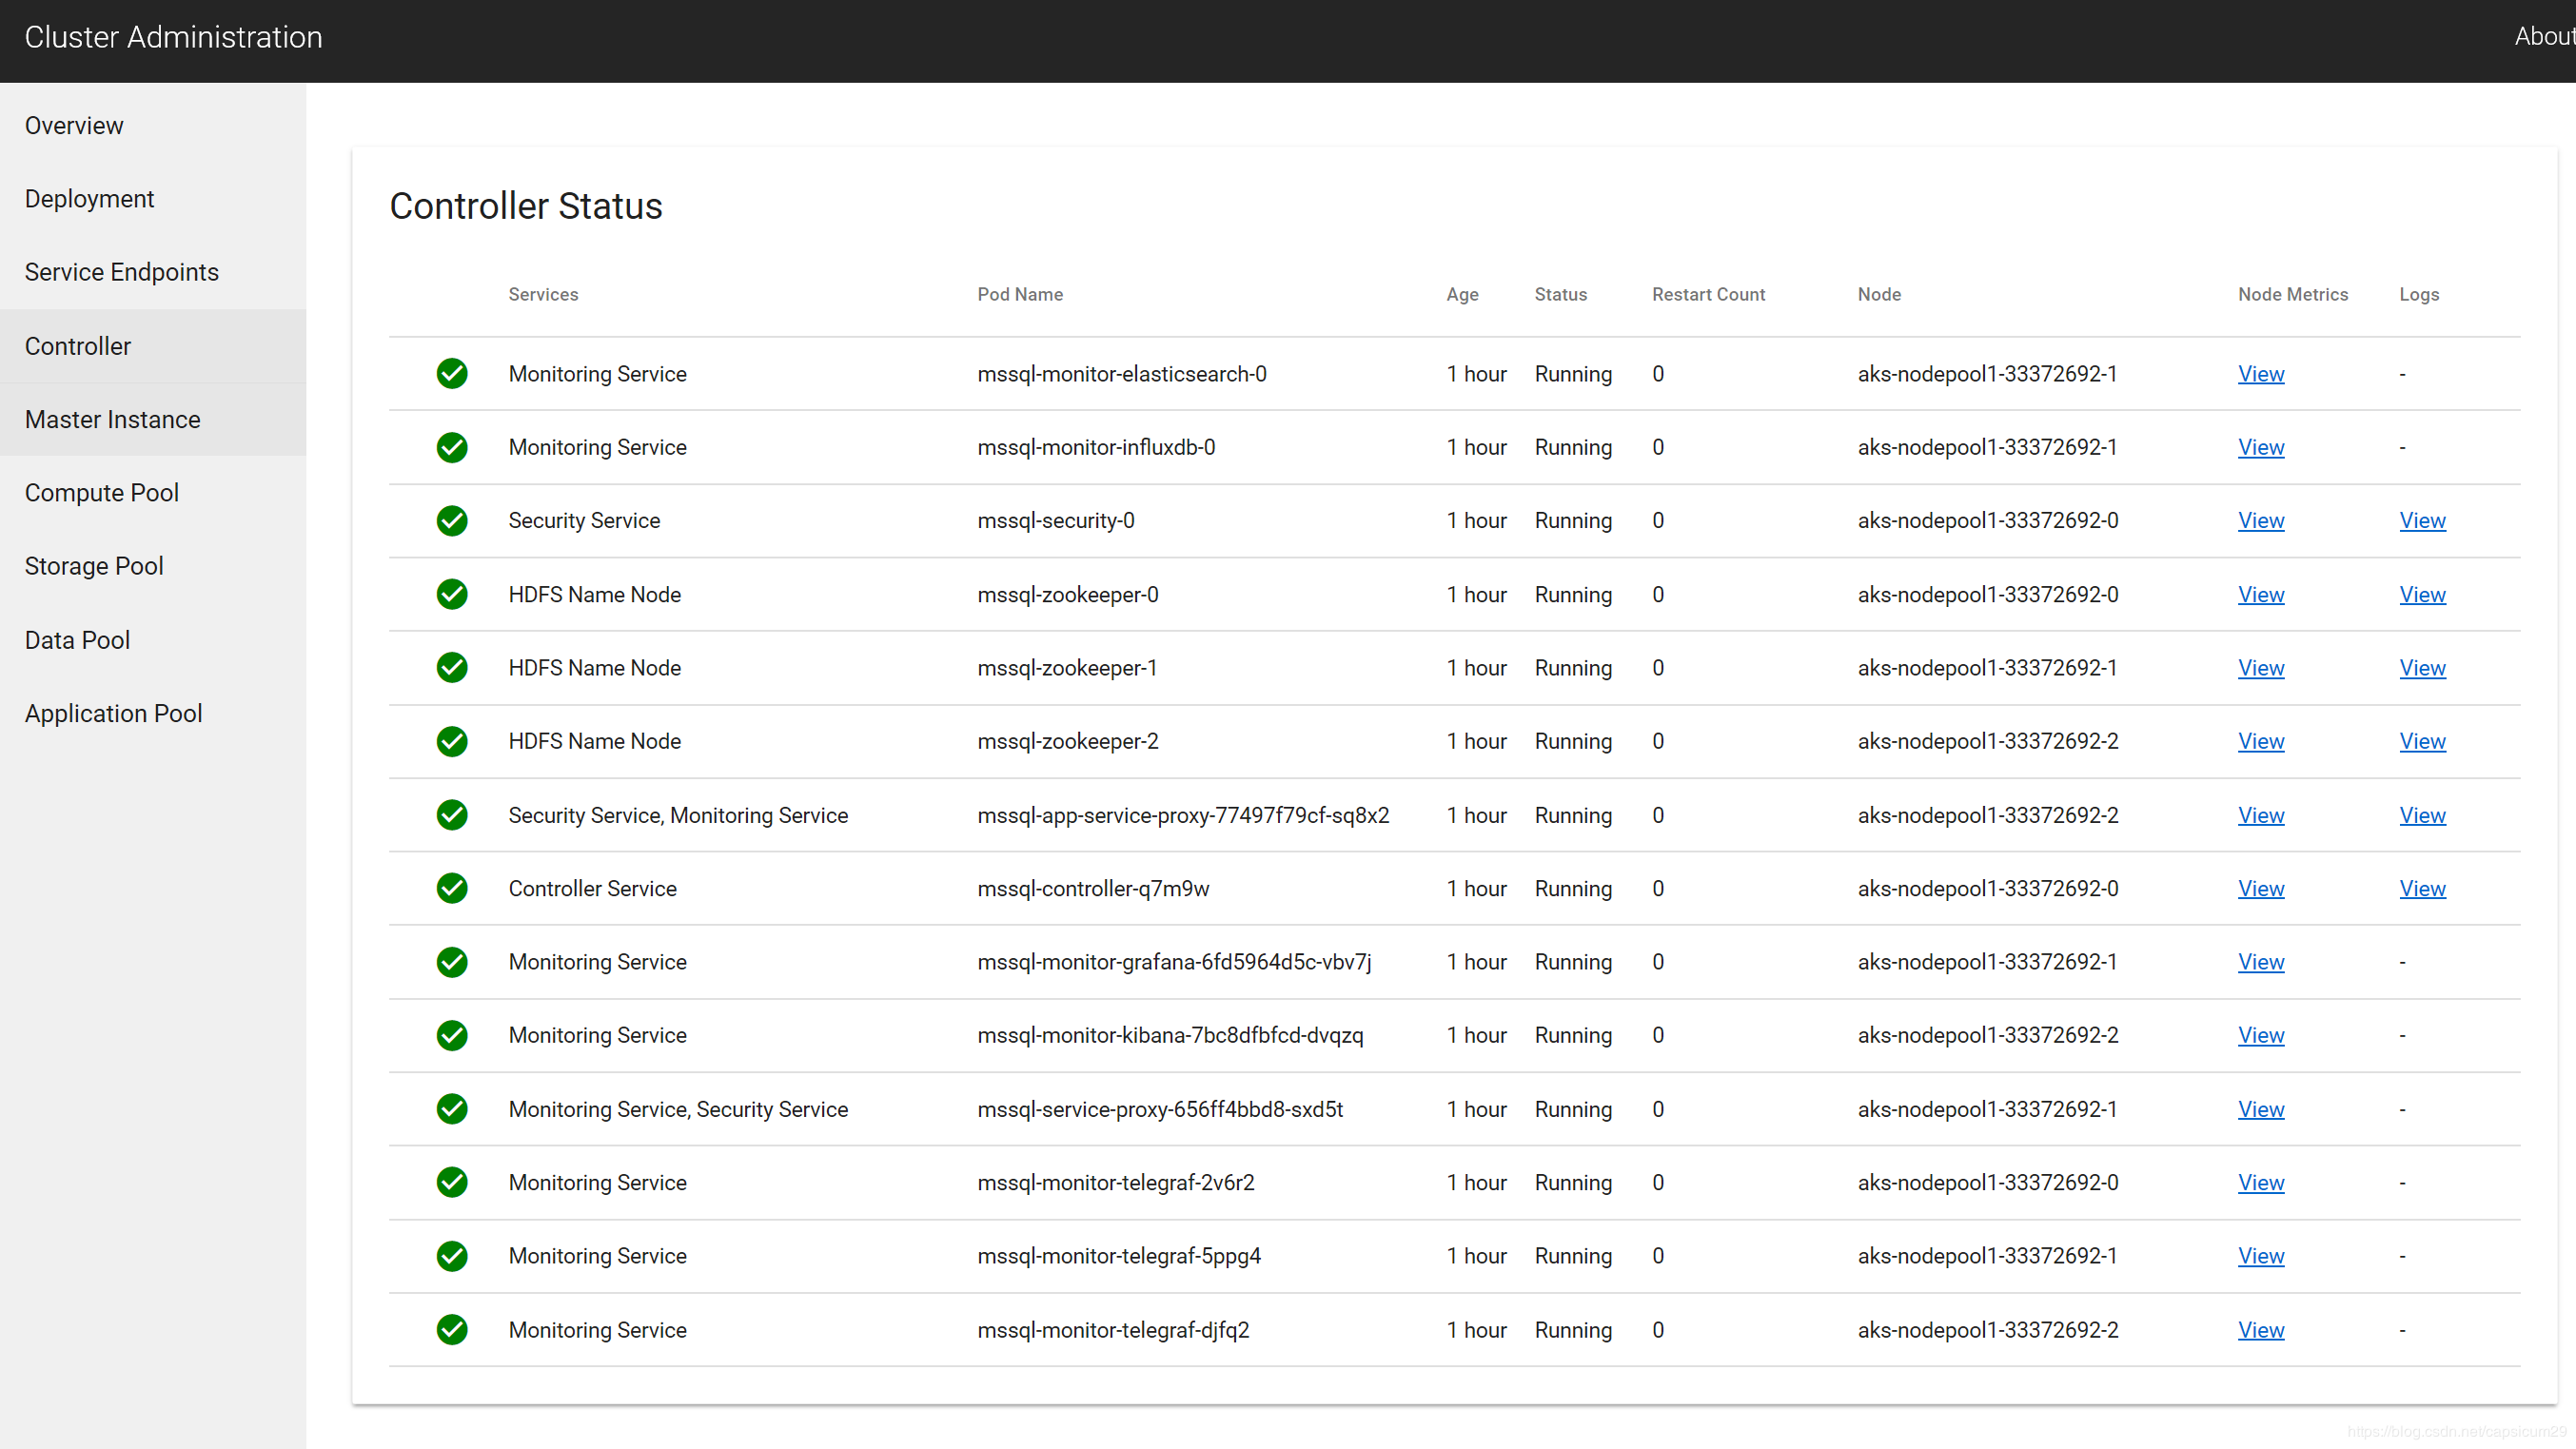 Cluster Administration
About
Overview
Deployment
Service Endpoints
Controller
Master Instance
Compute Pool
Storage Pool
Data Pool
Application Pool
Controller Status
Services Pod Name Age Status Restart Count Node Node Metrics Logs
Monitoring Service mssql-monitor-elasticsearch-0 1 hour Running 0 aks-nodepool1-33372692-1 View -
Monitoring Service mssql-monitor-influxdb-0 1 hour Running 0 aks-nodepool1-33372692-1 View -
Security Service mssql-security-0 1 hour Running 0 aks-nodepool1-33372692-0 View View
HDFS Name Node mssql-zookeeper-0 1 hour Running 0 aks-nodepool1-33372692-0 View View
HDFS Name Node mssql-zookeeper-1 1 hour Running 0 aks-nodepool1-33372692-1 View View
HDFS Name Node mssql-zookeeper-2 1 hour Running 0 aks-nodepool1-33372692-2 View View
Security Service, Monitoring Service mssql-app-service-proxy-77497f79cf-sq8x2 1 hour Running 0 aks-nodepool1-33372692-2 View View
Controller Service mssql-controller-q7m9w 1 hour Running 0 aks-nodepool1-33372692-0 View View
Monitoring Service mssql-monitor-grafana-6fd5964d5c-vbv7j 1 hour Running 0 aks-nodepool1-33372692-1 View -
Monitoring Service mssql-monitor-kibana-7bc8dfbfcd-dvqzq 1 hour Running 0 aks-nodepool1-33372692-2 View -
Monitoring Service, Security Service mssql-service-proxy-656ff4bbd8-sxd5t 1 hour Running 0 aks-nodepool1-33372692-1 View -
Monitoring Service mssql-monitor-telegraf-2v6r2 1 hour Running 0 aks-nodepool1-33372692-0 View -
Monitoring Service mssql-monitor-telegraf-5ppg4 1 hour Running 0 aks-nodepool1-33372692-1 View -
Monitoring Service mssql-monitor-telegraf-djfq2 1 hour Running 0 aks-nodepool1-33372692-2 View -
https://blog.csdn.net/capsicum29